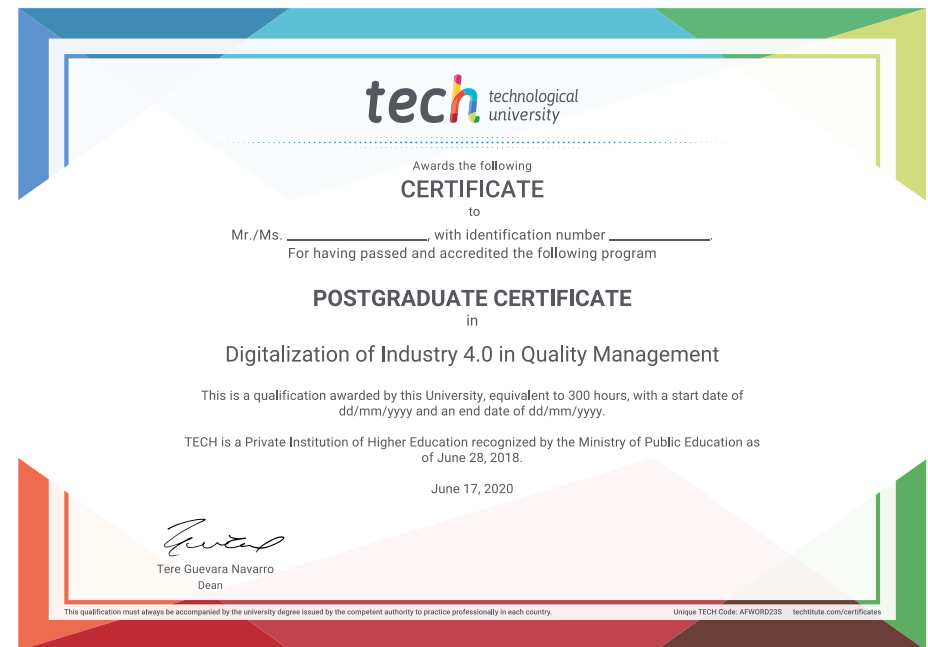 tech technological
university
Awards the following
CERTIFICATE
to
Mr./Ms. ____________________, with identification number ______________.
For having passed and accredited the following program
POSTGRADUATE CERTIFICATE
in
Digitalization of Industry 4.0 in Quality Management
This is a qualification awarded by this University, equivalent to 300 hours, with a start date of
dd/mm/yyyy and an end date of dd/mm/yyyy.
TECH is a Private Institution of Higher Education recognized by the Ministry of Public Education as
of June 28, 2018.
June 17, 2020
Tere Guevara Navarro
Dean
This qualification must always be accompanied by the university degree issued by the competent authority to practice professionally in each country.
Unique TECH Code: AFWORD23S techtitute.com/certificates